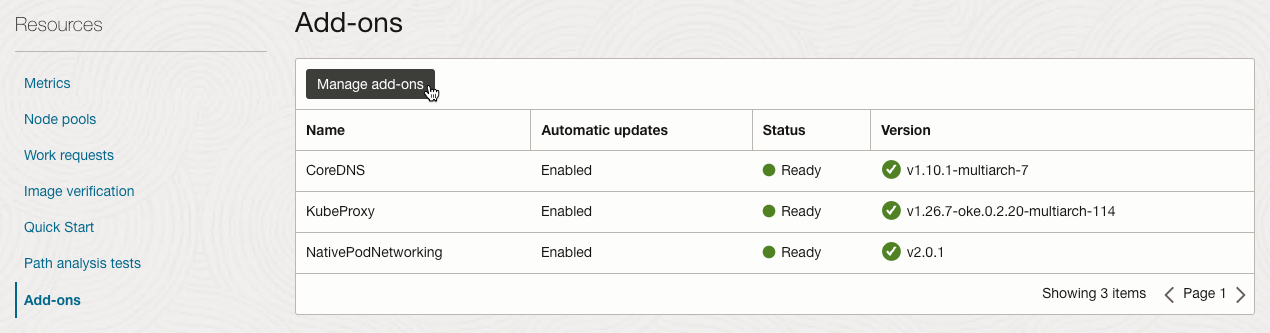 Resources
Metrics
Node pools
Work requests
Image verification
Quick Start
Path analysis tests
Add-ons
Add-ons
Manage add-ons
Name Automatic updates Status Version
CoreDNS Enabled Ready v1.10.1-multiarch-7
KubeProxy Enabled Ready v1.26.7-oke.0.2.20-multiarch-114
NativePodNetworking Enabled Ready v2.0.1
Showing 3 items Page 1